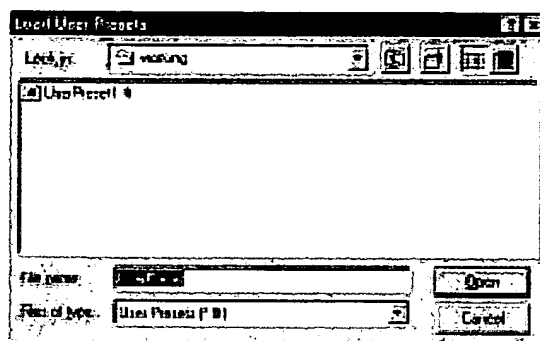 Load User Presets
Look in:
working
UserPreset1
File name:
Open
Files of type:
User Presets
Cancel